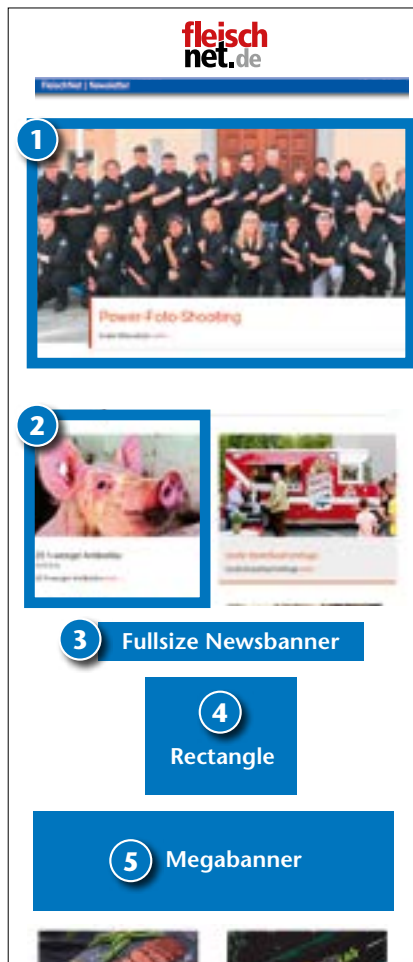 fleisch
net.de
FleischNet | Newsletter
1
Power-Foto-Shooting
2
3 Fullsize Newsbanner
4
Rectangle
5 Megabanner